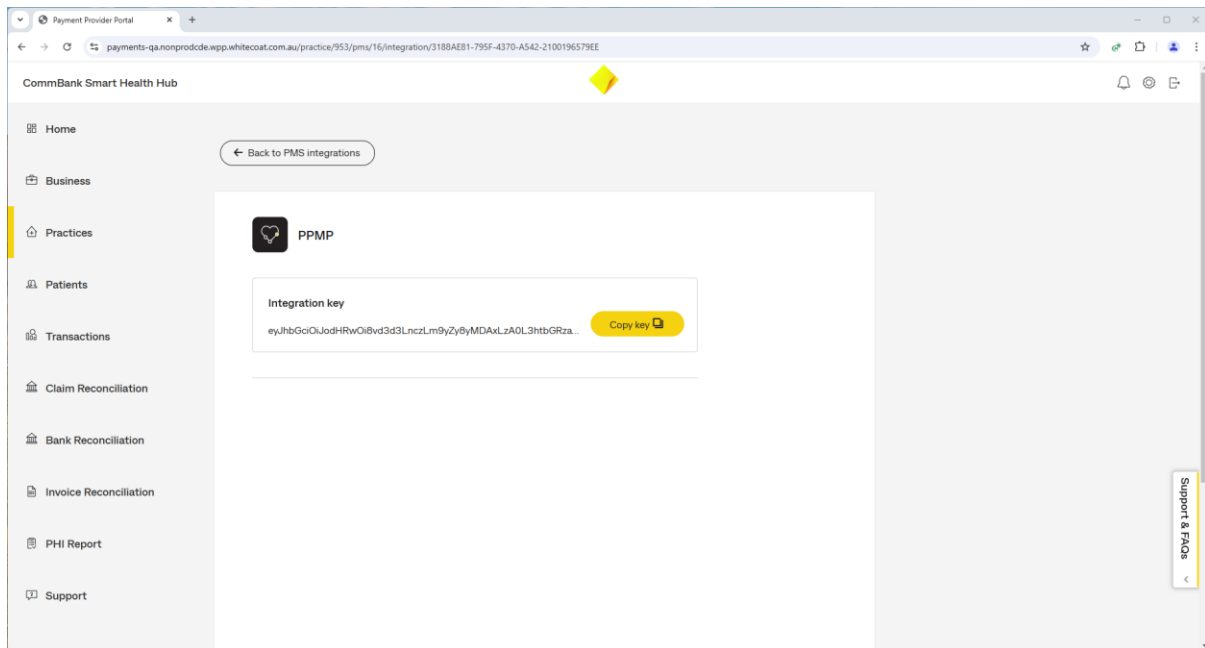 Payment Provider Portal
payments-qa.nonprodcde.wpp.whitecoat.com.au/practice/953/pms/16/integration/3188AE81-795F-4370-A542-2100196579EE
CommBank Smart Health Hub
Home
Back to PMS integrations
Business
Practices
PPMP
Patients
Integration key
eyJhbGciOiJodHRwOi8vd3d3LnczLm9yZy8yMDAxLzA0L3htbGRza...
Copy key
Transactions
Claim Reconciliation
Bank Reconciliation
Invoice Reconciliation
Support & FAQs
PHI Report
Support